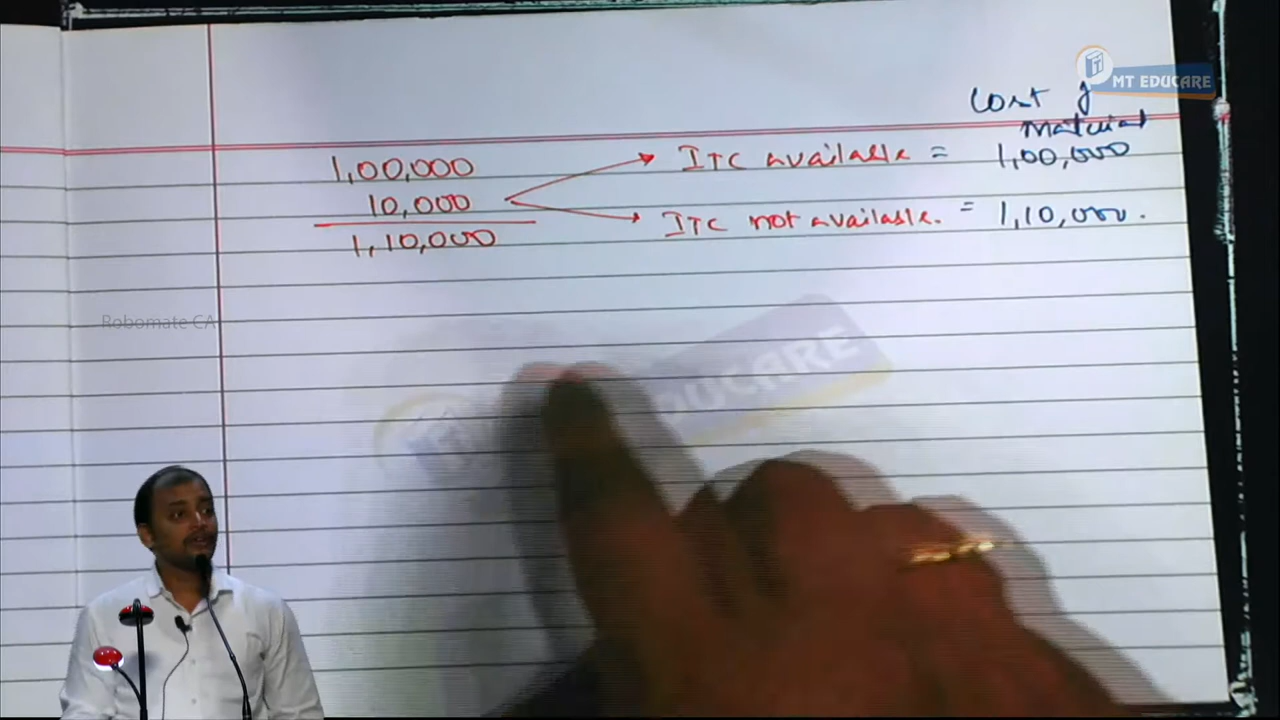 MT EDUCARE
Cost of
Material
1,00,000 ITC available = 1,00,000
10,000
ITC not available. = 1,10,000.
1,10,000
Robomate CA
EDUCARE